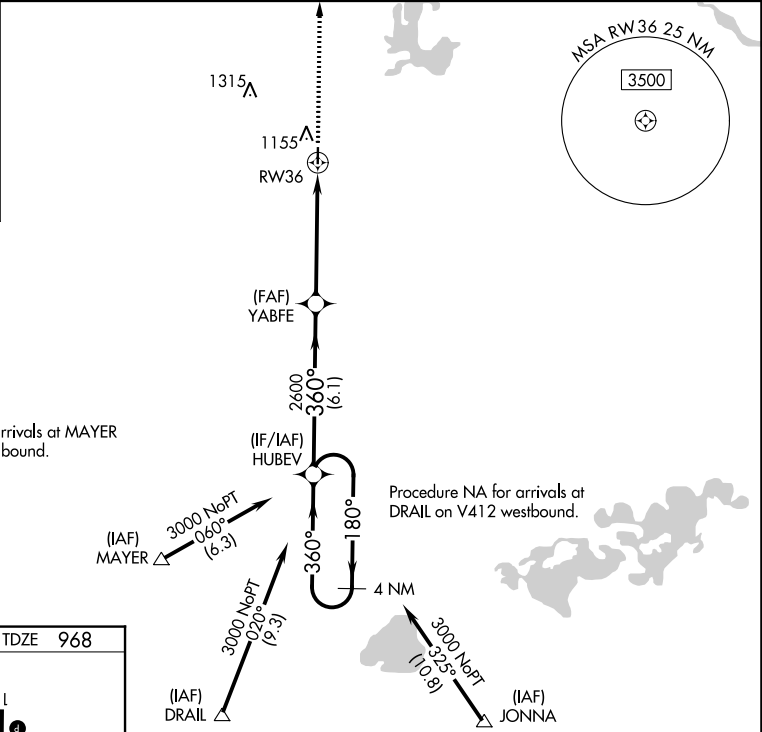 MSA RW36 25 NM
3500
1315
1155
RW36
(FAF)
YABFE
2600
360°
(6.1)
rrivals at MAYER
bound.
(IF/IAF)
HUBEV
Procedure NA for arrivals at
DRAIL on V412 westbound.
180°
360°
3000 NoPT
060°
(6.3)
(IAF)
MAYER
4 NM
3000 NoPT
020°
(9.3)
3000 NoPT
325°
(10.8)
TDZE 968
(IAF)
DRAIL
(IAF)
JONNA